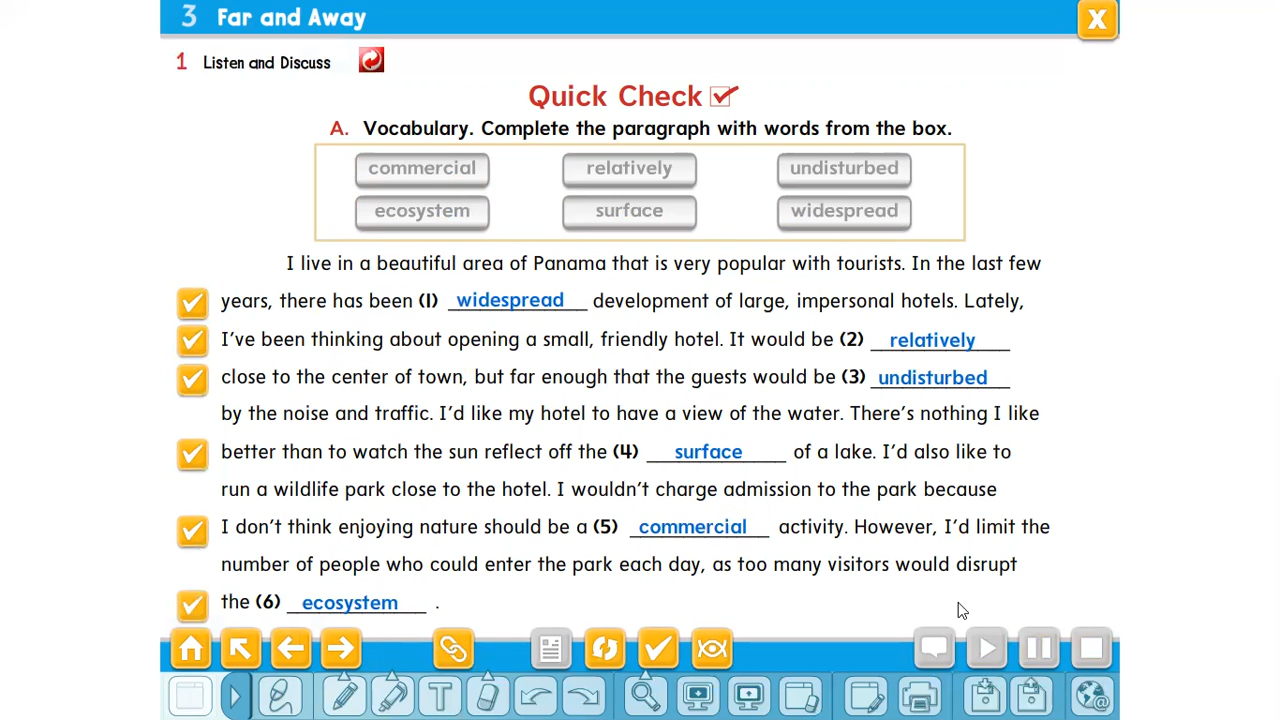 3 Far and Away
X
1 Listen and Discuss
Quick Check
A. Vocabulary. Complete the paragraph with words from the box.
commercial relatively undisturbed
ecosystem surface widespread
I live in a beautiful area of Panama that is very popular with tourists. In the last few
years, there has been (1) widespread development of large, impersonal hotels. Lately,
I've been thinking about opening a small, friendly hotel. It would be (2) relatively
close to the center of town, but far enough that the guests would be (3) undisturbed
by the noise and traffic. I'd like my hotel to have a view of the water. There's nothing I like
better than to watch the sun reflect off the (4) surface of a lake. I'd also like to
run a wildlife park close to the hotel. I wouldn't charge admission to the park because
I don't think enjoying nature should be a (5) commercial activity. However, I'd limit the
number of people who could enter the park each day, as too many visitors would disrupt
the (6) ecosystem .
T
@